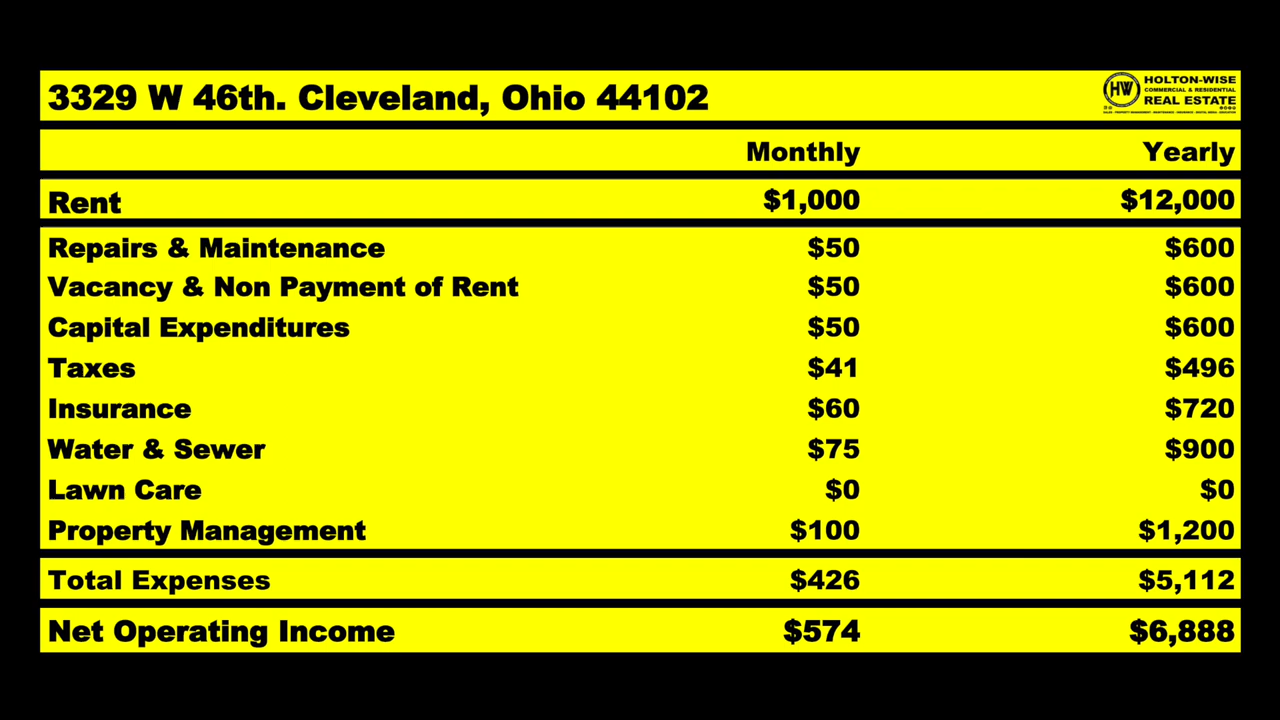 3329 W 46th. Cleveland, Ohio 44102
HW
HOLTON-WISE
COMMERCIAL & RESIDENTIAL
REAL ESTATE
Monthly Yearly
Rent $1,000 $12,000
Repairs & Maintenance $50 $600
Vacancy & Non Payment of Rent $50 $600
Capital Expenditures $50 $600
Taxes $41 $496
Insurance $60 $720
Water & Sewer $75 $900
Lawn Care $0 $0
Property Management $100 $1,200
Total Expenses $426 $5,112
Net Operating Income $574 $6,888